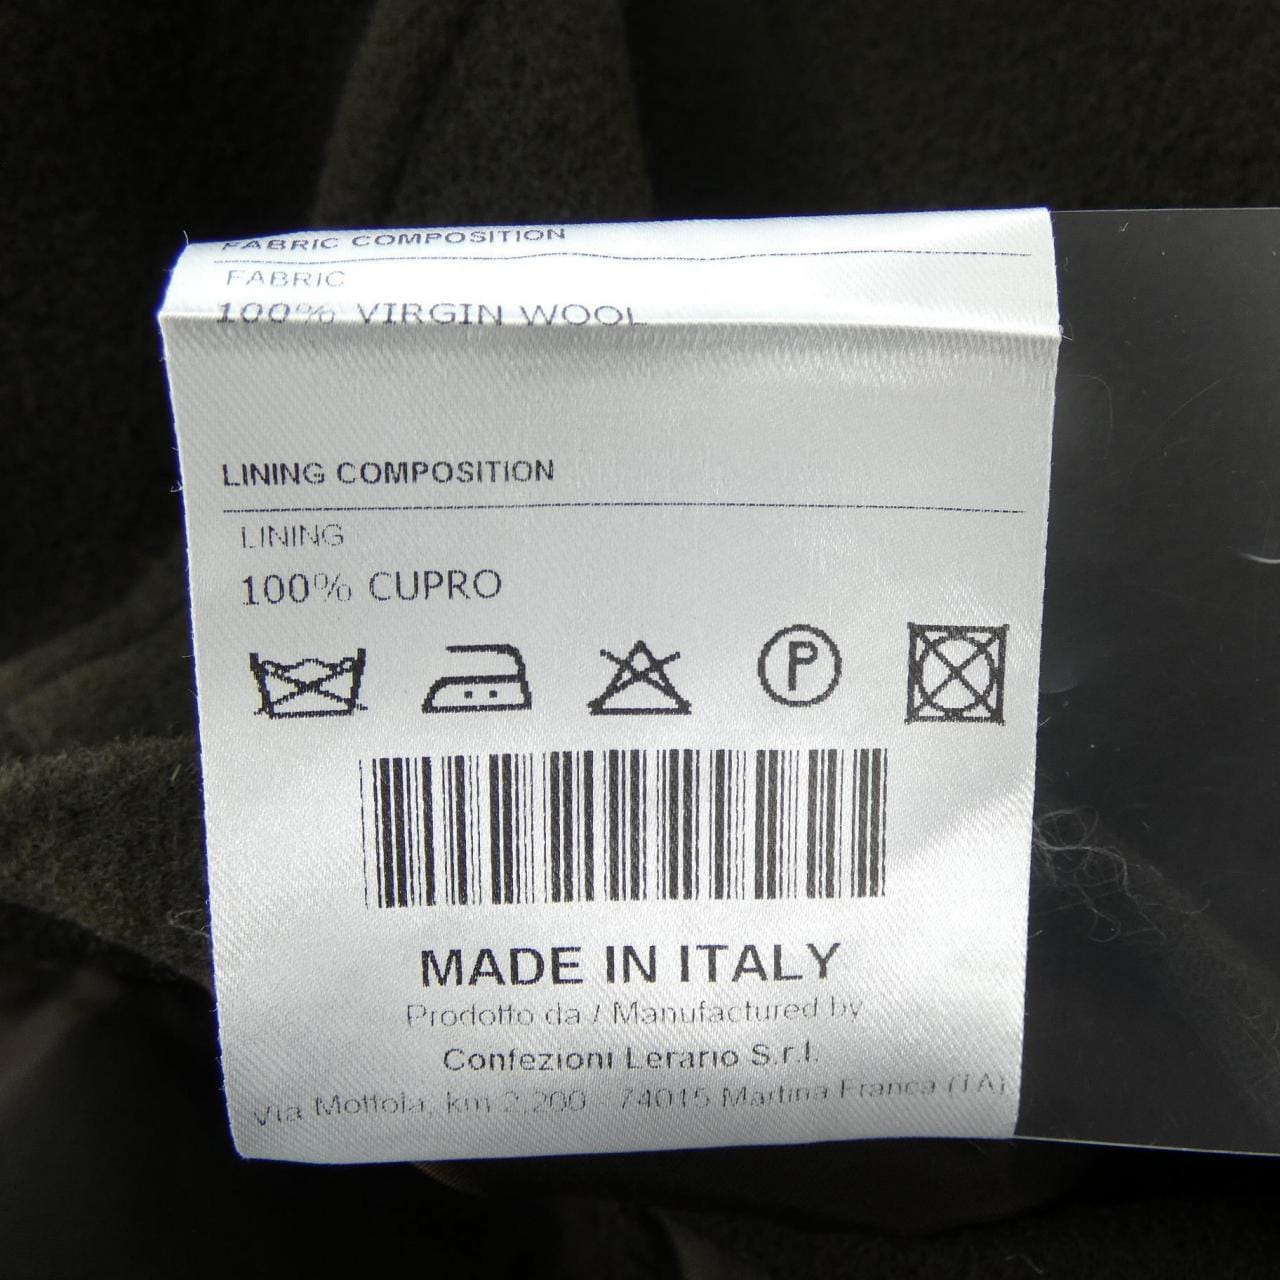 FABRIC COMPOSITION
FABRIC
100% VIRGIN WOOL
LINING COMPOSITION
LINING
100% CUPRO
P
MADE IN ITALY
Prodotto da / Manufactured by
Confezioni Lerario S.r.l.
Via Mottola, km 2,200 74015 Martina Franca (TA)